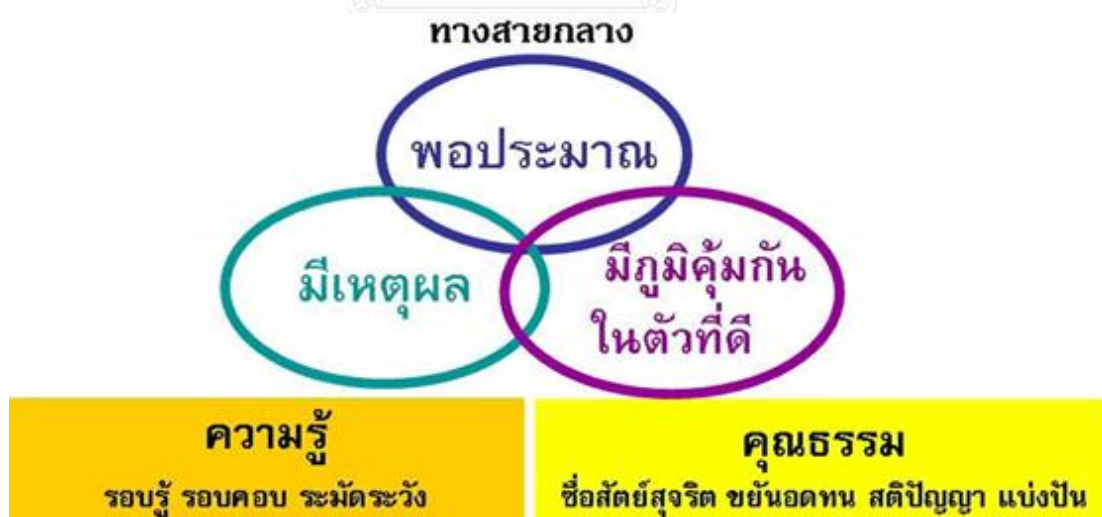 ทางสายกลาง
พอประมาณ
มีเหตุผล
มีภูมิคุ้มกัน
ในตัวที่ดี
ความรู้
รอบรู้ รอบคอบ ระมัดระวัง
คุณธรรม
ซื่อสัตย์สุจริต ขยันอดทน สติปัญญา แบ่งปัน